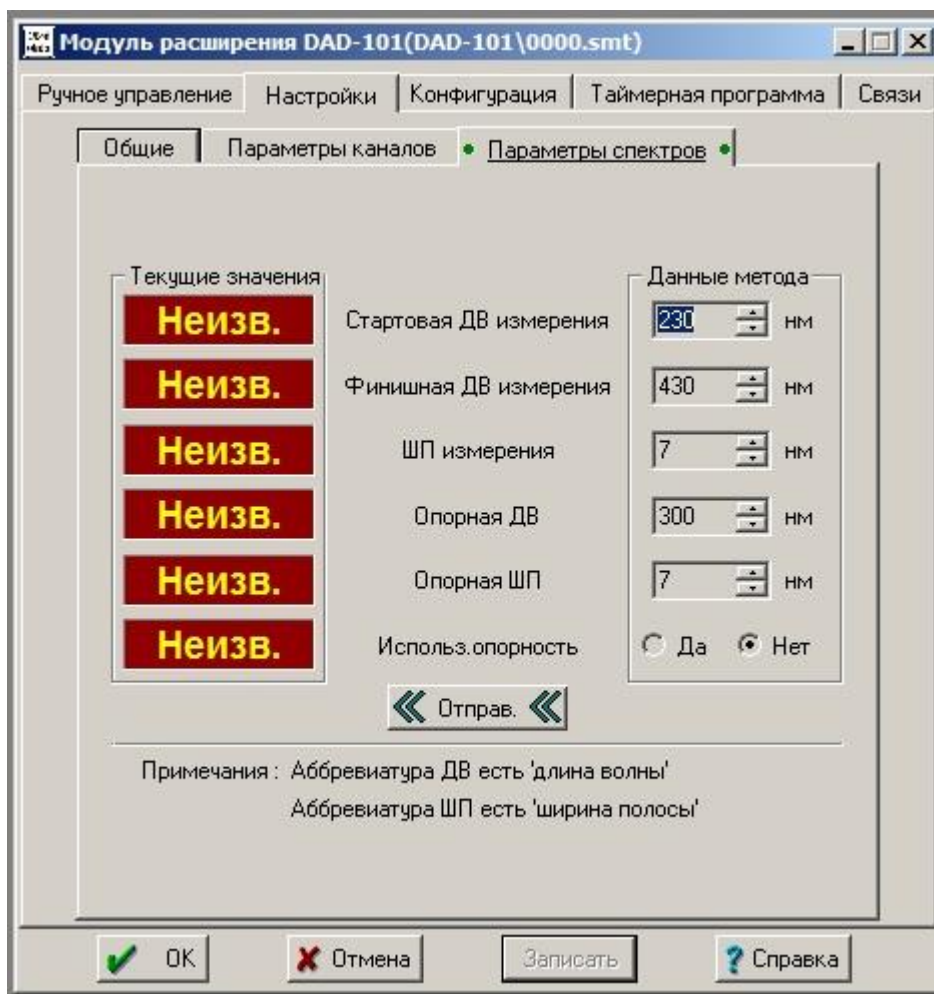 Модуль расширения DAD-101(DAD-101\0000.smt)
Ручное управление Настройки Конфигурация Таймерная программа Связи
Общие Параметры каналов Параметры спектров
Текущие значения Данные метода
Неизв. Стартовая ДВ измерения 230 нм
Неизв. Финишная ДВ измерения 430 нм
Неизв. ШП измерения 7 нм
Неизв. Опорная ДВ 300 нм
Неизв. Опорная ШП 7 нм
Неизв. Использ.опорность Да Нет
Отправ.
Примечания : Аббревиатура ДВ есть 'длина волны'
Аббревиатура ШП есть 'ширина полосы'
OK Отмена Записать ? Справка